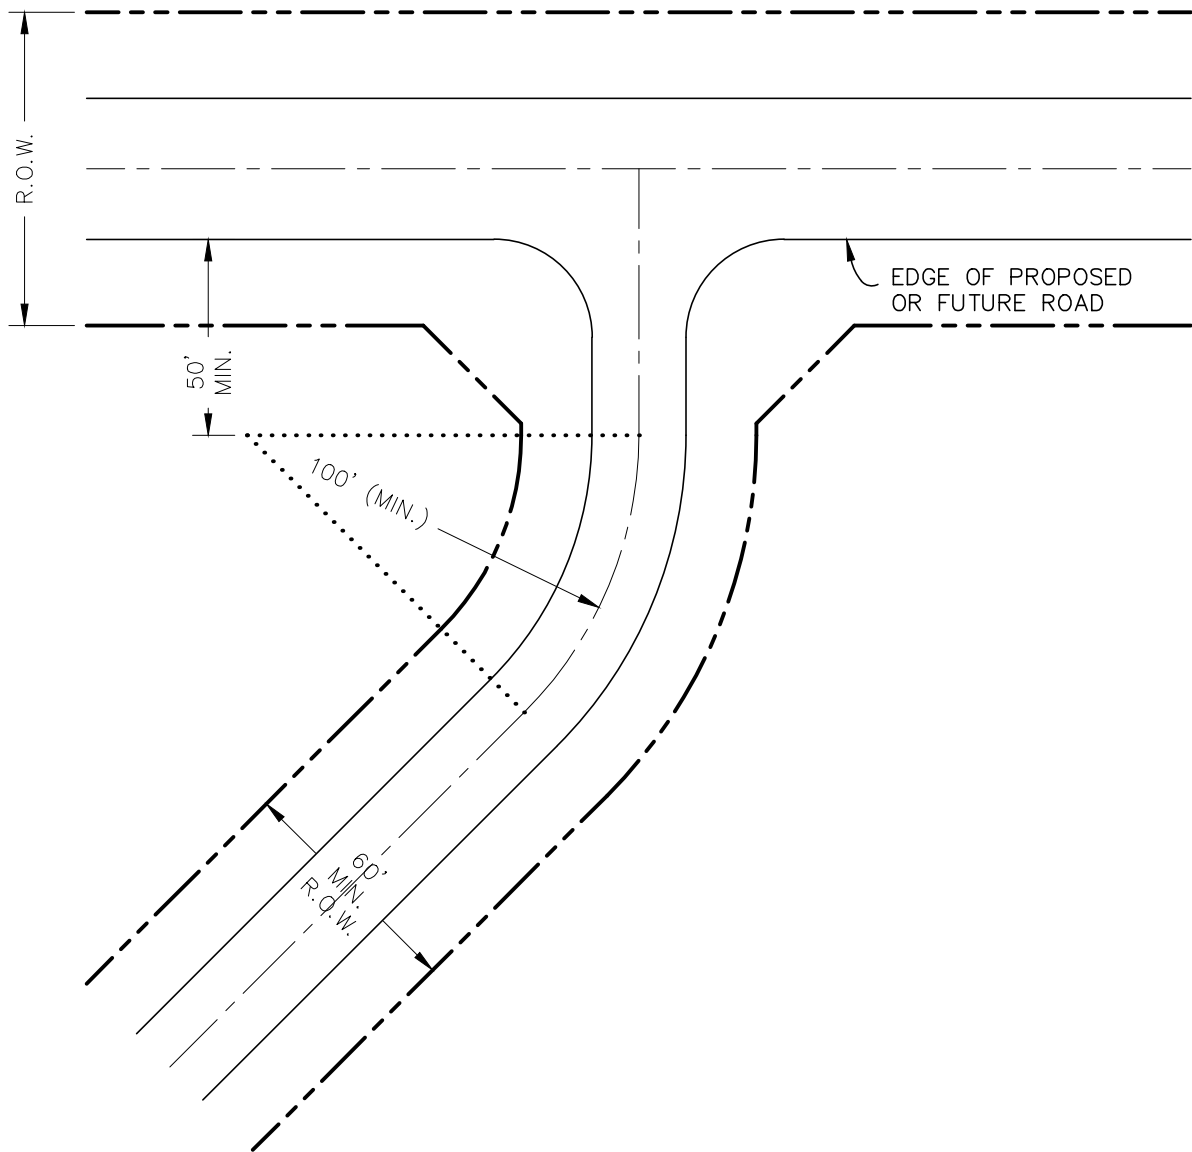 R.O.W.
EDGE OF PROPOSED
OR FUTURE ROAD
50'
MIN.
100' (MIN.)
60'
MIN.
R.O.W.